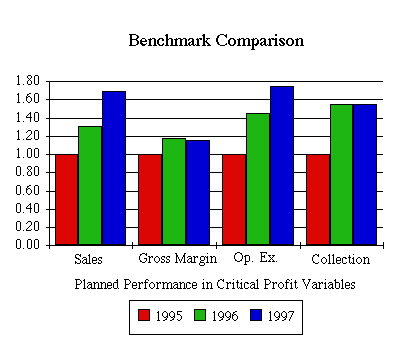 Benchmark Comparison
1.80
1.60
1.40
1.20
1.00
0.80
0.60
0.40
0.20
0.00
Sales Gross Margin Op. Ex. Collection
Planned Performance in Critical Profit Variables
1995 1996 1997